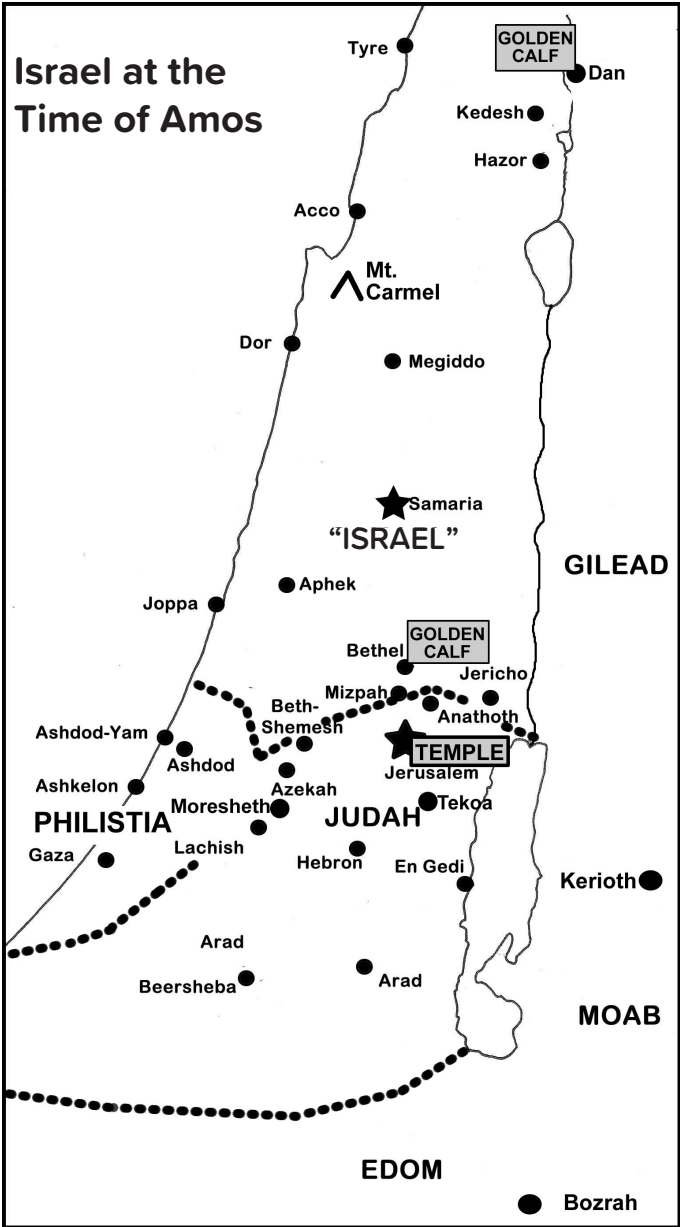 Israel at the
Time of Amos
Tyre
GOLDEN
CALF
Dan
Kedesh
Hazor
Acco
Mt.
Carmel
Dor
Megiddo
Samaria
“ISRAEL”
GILEAD
Aphek
Joppa
GOLDEN
CALF
Bethel
Jericho
Mizpah
Beth-
Shemesh
Anathoth
Ashdod-Yam
Ashdod
TEMPLE
Jerusalem
Ashkelon
Azekah
Moresheth
Tekoa
PHILISTIA
JUDAH
Lachish
Gaza
Hebron
En Gedi
Kerioth
Arad
Beersheba
Arad
MOAB
EDOM
Bozrah